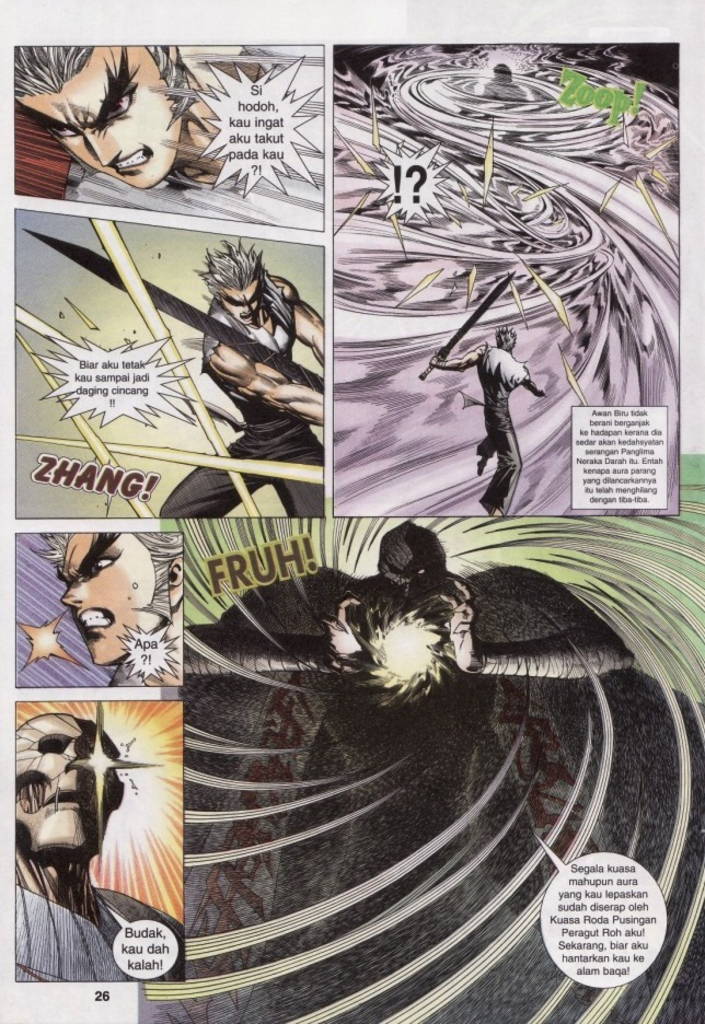 Si
hodoh,
kau ingat
aku takut
pada kau
?!
Biar aku tetak
kau sampai jadi
daging cincang
!!
ZHANG!
Zoop!
!?
Awan Biru tidak
berani berganjak
ke hadapan kerana dia
sedar akan kedahsyatan
serangan Panglima
Neraka Darah itu. Entah
kenapa aura parang
yang dilancarkannya
itu telah menghilang
dengan tiba-tiba.
Apa
?!
FRUH!
Budak,
kau dah
kalah!
Segala kuasa
mahupun aura
yang kau lepaskan
sudah diserap oleh
Kuasa Roda Pusingan
Peragut Roh aku!
Sekarang, biar aku
hantarkan kau ke
alam baqa!
26